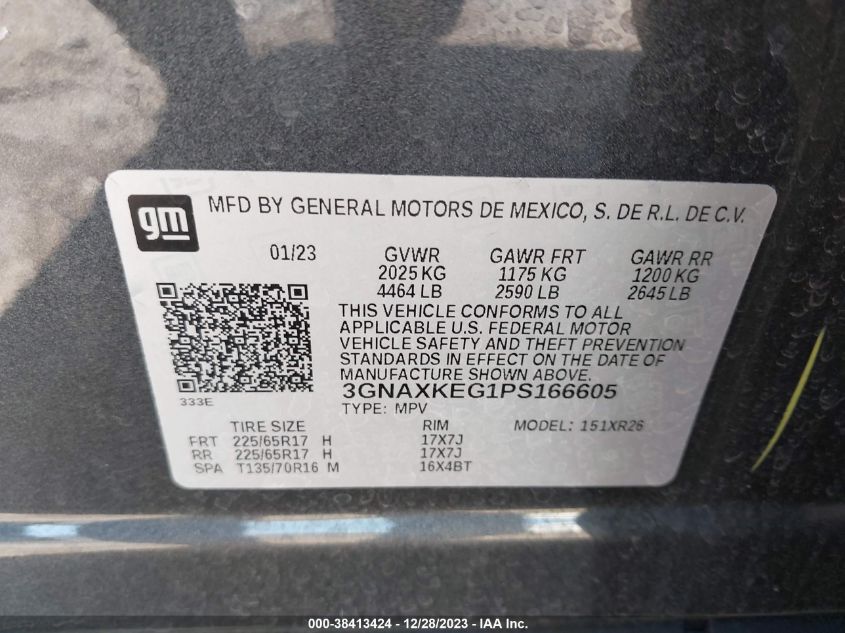 gm
MFD BY GENERAL MOTORS DE MEXICO, S. DE R.L. DE C.V.
01/23 GVWR GAWR FRT GAWR RR
2025 KG 1175 KG 1200 KG
4464 LB 2590 LB 2645 LB
THIS VEHICLE CONFORMS TO ALL
APPLICABLE U.S. FEDERAL MOTOR
VEHICLE SAFETY AND THEFT PREVENTION
STANDARDS IN EFFECT ON THE DATE OF
MANUFACTURE SHOWN ABOVE.
333E
3GNAXKEG1PS166605
TYPE: MPV
TIRE SIZE RIM MODEL: 151XR26
FRT 225/65R17 H 17X7J
RR 225/65R17 H 17X7J
SPA T135/70R16 M 16X4BT
000-38413424 - 12/28/2023 - IAA Inc.